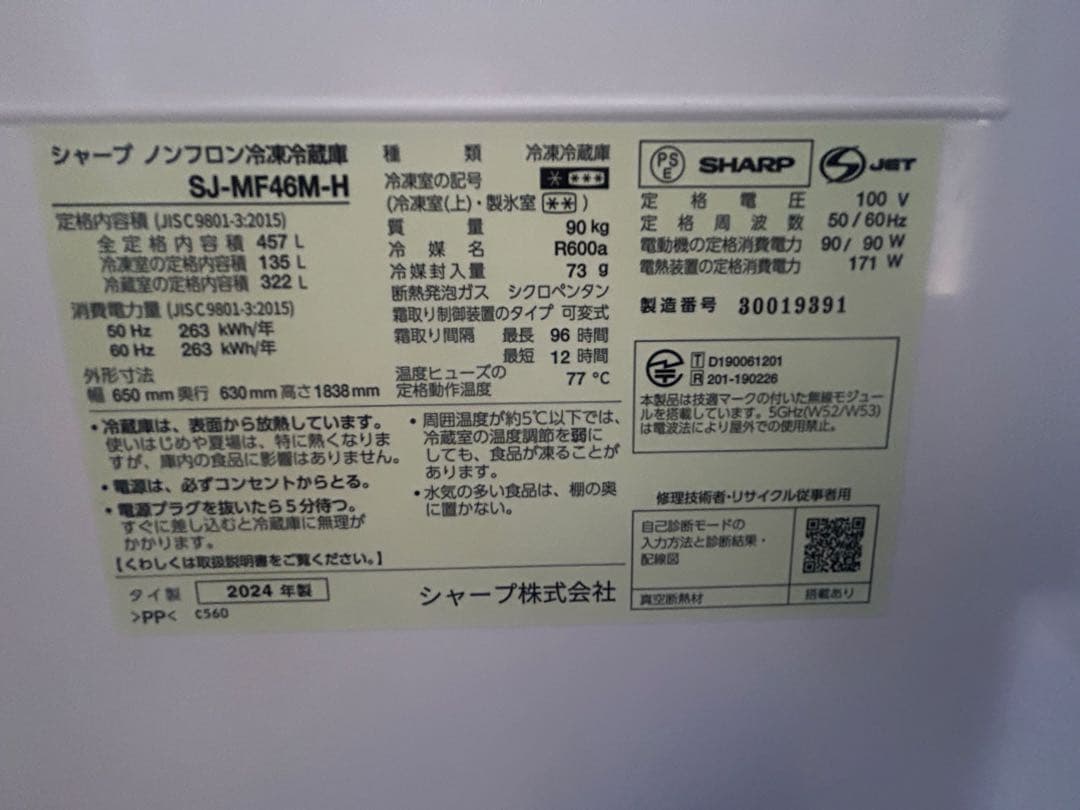 シャープ ノンフロン冷凍冷蔵庫
SJ-MF46M-H
定格内容積 (JISC9801-3:2015)
全定格内容積 457 L
冷凍室の定格内容積 135 L
冷蔵室の定格内容積 322 L
消費電力量 (JISC9801-3:2015)
50 Hz 263 kWh/年
60 Hz 263 kWh/年
外形寸法
幅 650 mm 奥行 630 mm 高さ 1838 mm
種類 冷凍冷蔵庫
冷凍室の記号 * ***
(冷凍室(上)・製氷室 ** )
質量 90 kg
冷媒名 R600a
冷媒封入量 73 g
断熱発泡ガス シクロペンタン
霜取り制御装置のタイプ 可変式
霜取り間隔 最長 96 時間
最短 12 時間
温度ヒューズの
定格動作温度 77 ℃
PSE SHARP S JET
定格電圧 100 V
定格周波数 50/60Hz
電動機の定格消費電力 90/ 90 W
電熱装置の定格消費電力 171 W
製造番号 30019391
T D190061201
R 201-190226
本製品は技適マークの付いた無線モジュー
ルを搭載しています。5GHz(W52/W53)
は電波法により屋外での使用禁止。
・冷蔵庫は、表面から放熱しています。
使いはじめや夏場は、特に熱くなりま
すが、庫内の食品に影響はありません。
・電源は、必ずコンセントからとる。
・電源プラグを抜いたら5分待つ。
すぐに差し込むと冷蔵庫に無理が
かかります。
【くわしくは取扱説明書をご覧ください。】
・周囲温度が約5℃以下では、
冷蔵室の温度調節を弱に
しても、食品が凍ることが
あります。
・水気の多い食品は、棚の奥
に置かない。
修理技術者・リサイクル従事者用
自己診断モードの
入力方法と診断結果・
配線図
真空断熱材 搭載あり
タイ製 2024 年製
シャープ株式会社
>PP< C560